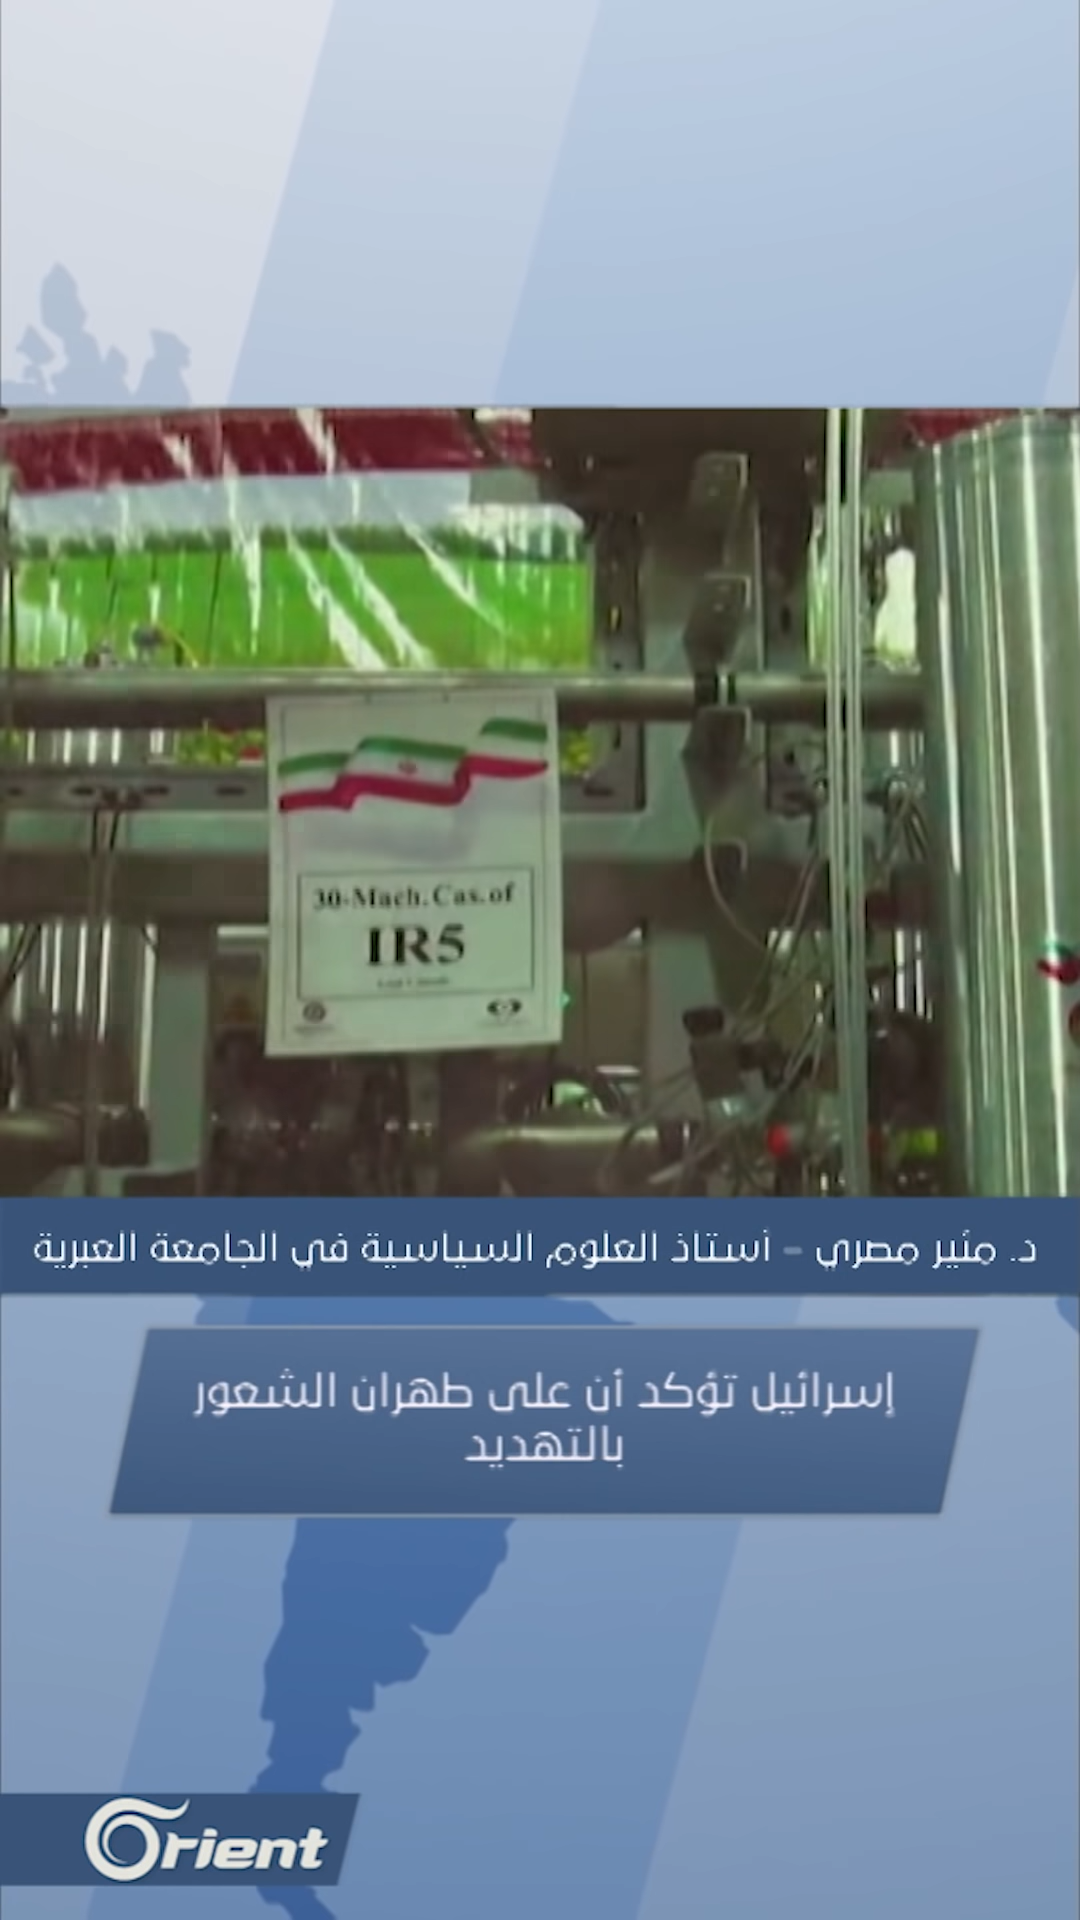 30-Mach.Cas.of
IR5
د. مئير مصري - أستاذ العلوم السياسية في الجامعة العبرية
إسرائيل تؤكد أن على طهران الشعور
بالتهديد
Orient